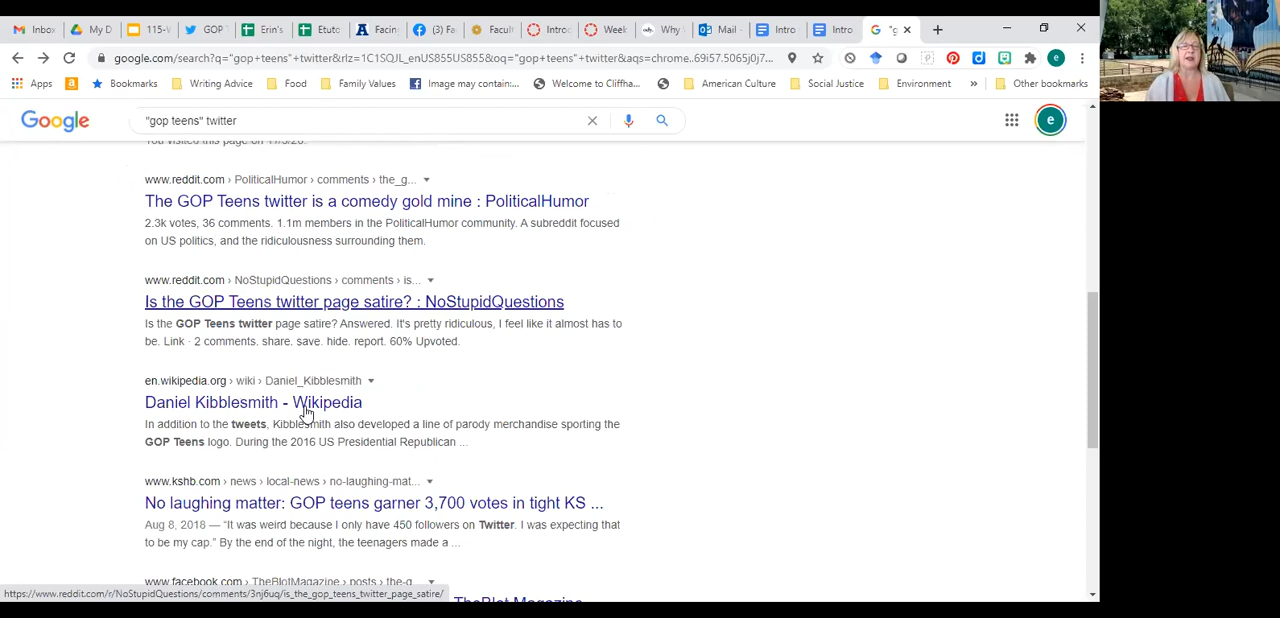 Inbo
My D
115-\
GOP
Erin's
Etuto
Facin
(3) Fa
Facul
Introc
Week
Why
Mail -
Intro
Intro
"g
google.com/search?q="gop+teens"+twitter&rlz=1C1SQJL_enUS855US855&oq="gop+teens"+twitter&aqs=chrome..69i57.5065j0j7...
e
Apps
Bookmarks
Writing Advice
Food
Family Values
Image may contain:...
Welcome to Cliffha...
American Culture
Social Justice
Environment
»
Other bookmarks
Google
"gop teens" twitter
e
You visited this page on
www.reddit.com › PoliticalHumor › comments › the_g...
The GOP Teens twitter is a comedy gold mine : PoliticalHumor
2.3k votes, 36 comments. 1.1m members in the PoliticalHumor community. A subreddit focused
on US politics, and the ridiculousness surrounding them.
www.reddit.com › NoStupidQuestions › comments › is...
Is the GOP Teens twitter page satire? : NoStupidQuestions
Is the GOP Teens twitter page satire? Answered. It's pretty ridiculous, I feel like it almost has to
be. Link · 2 comments. share. save. hide. report. 60% Upvoted.
en.wikipedia.org › wiki › Daniel_Kibblesmith
Daniel Kibblesmith - Wikipedia
In addition to the tweets, Kibblesmith also developed a line of parody merchandise sporting the
GOP Teens logo. During the 2016 US Presidential Republican ...
www.kshb.com › news › local-news › no-laughing-mat...
No laughing matter: GOP teens garner 3,700 votes in tight KS ...
Aug 8, 2018 — "It was weird because I only have 450 followers on Twitter. I was expecting that
to be my cap." By the end of the night, the teenagers made a ...
www.facebook.com › TheBlotMagazine › posts › the-g...
TheBlot Magazine
https://www.reddit.com/r/NoStupidQuestions/comments/3nj6uq/is_the_gop_teens_twitter_page_satire/